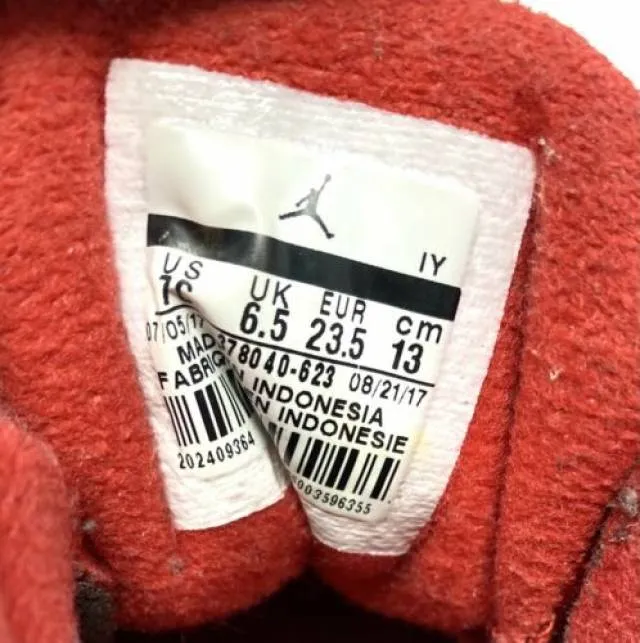 IY
US UK EUR cm
6.5 23.5 13
07/05/17 378040-623 08/21/17
INDONESIA
INDONESIE
202409364
003596355